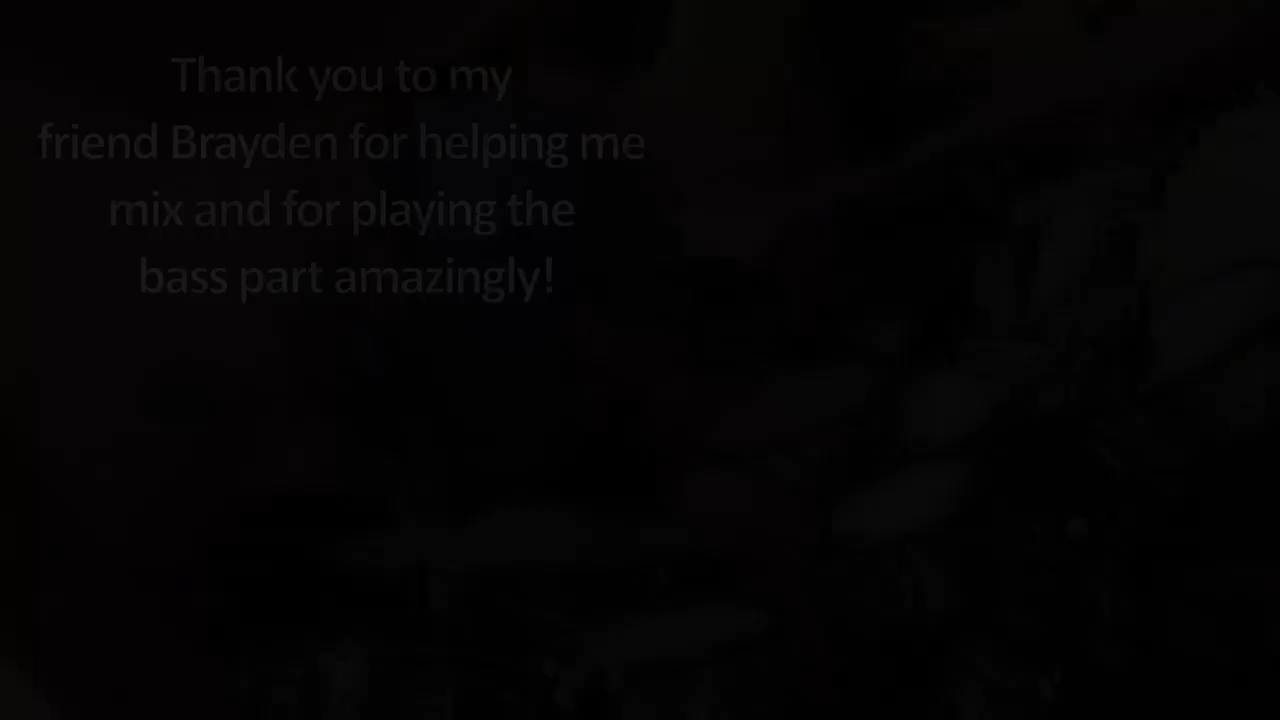 Thank you to my
friend Brayden for helping me
mix and for playing the
bass part amazingly!